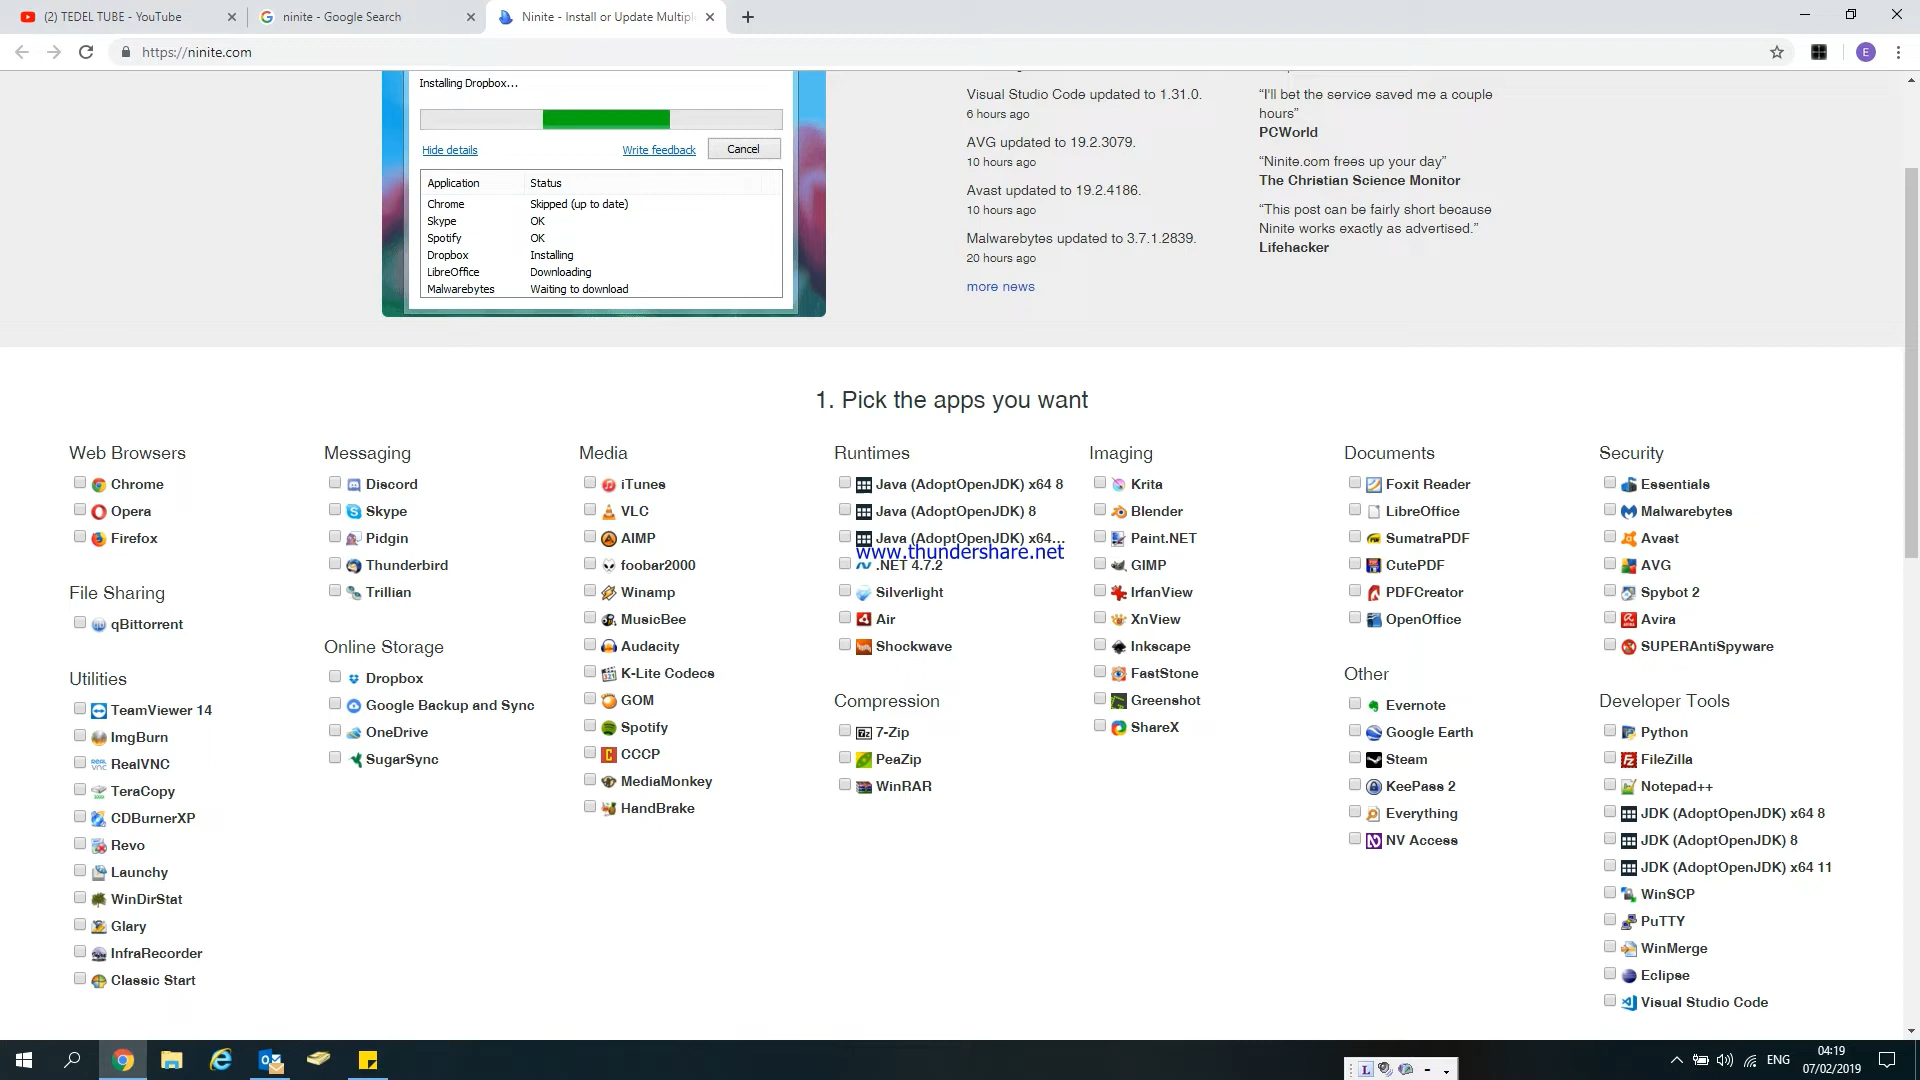 (2) TEDEL TUBE - YouTube
ninite - Google Search
Ninite - Install or Update Multipl
https://ninite.com
E
Installing Dropbox...
Hide details
Write feedback
Cancel
Application Status
Chrome Skipped (up to date)
Skype OK
Spotify OK
Dropbox Installing
LibreOffice Downloading
Malwarebytes Waiting to download
Visual Studio Code updated to 1.31.0.
6 hours ago
AVG updated to 19.2.3079.
10 hours ago
Avast updated to 19.2.4186.
10 hours ago
Malwarebytes updated to 3.7.1.2839.
20 hours ago
more news
“I'll bet the service saved me a couple
hours”
PCWorld
“Ninite.com frees up your day”
The Christian Science Monitor
“This post can be fairly short because
Ninite works exactly as advertised.”
Lifehacker
1. Pick the apps you want
Web Browsers
Chrome
Opera
Firefox
File Sharing
qBittorrent
Utilities
TeamViewer 14
ImgBurn
RealVNC
TeraCopy
CDBurnerXP
Revo
Launchy
WinDirStat
Glary
InfraRecorder
Classic Start
Messaging
Discord
Skype
Pidgin
Thunderbird
Trillian
Online Storage
Dropbox
Google Backup and Sync
OneDrive
SugarSync
Media
iTunes
VLC
AIMP
foobar2000
Winamp
MusicBee
Audacity
K-Lite Codecs
GOM
Spotify
CCCP
MediaMonkey
HandBrake
Runtimes
Java (AdoptOpenJDK) x64 8
Java (AdoptOpenJDK) 8
Java (AdoptOpenJDK) x64...
www.thundershare.net
.NET 4.7.2
Silverlight
Air
Shockwave
Compression
7-Zip
PeaZip
WinRAR
Imaging
Krita
Blender
Paint.NET
GIMP
IrfanView
XnView
Inkscape
FastStone
Greenshot
ShareX
Documents
Foxit Reader
LibreOffice
SumatraPDF
CutePDF
PDFCreator
OpenOffice
Other
Evernote
Google Earth
Steam
KeePass 2
Everything
NV Access
Security
Essentials
Malwarebytes
Avast
AVG
Spybot 2
Avira
SUPERAntiSpyware
Developer Tools
Python
FileZilla
Notepad++
JDK (AdoptOpenJDK) x64 8
JDK (AdoptOpenJDK) 8
JDK (AdoptOpenJDK) x64 11
WinSCP
PuTTY
WinMerge
Eclipse
Visual Studio Code
L
ENG
04:19
07/02/2019